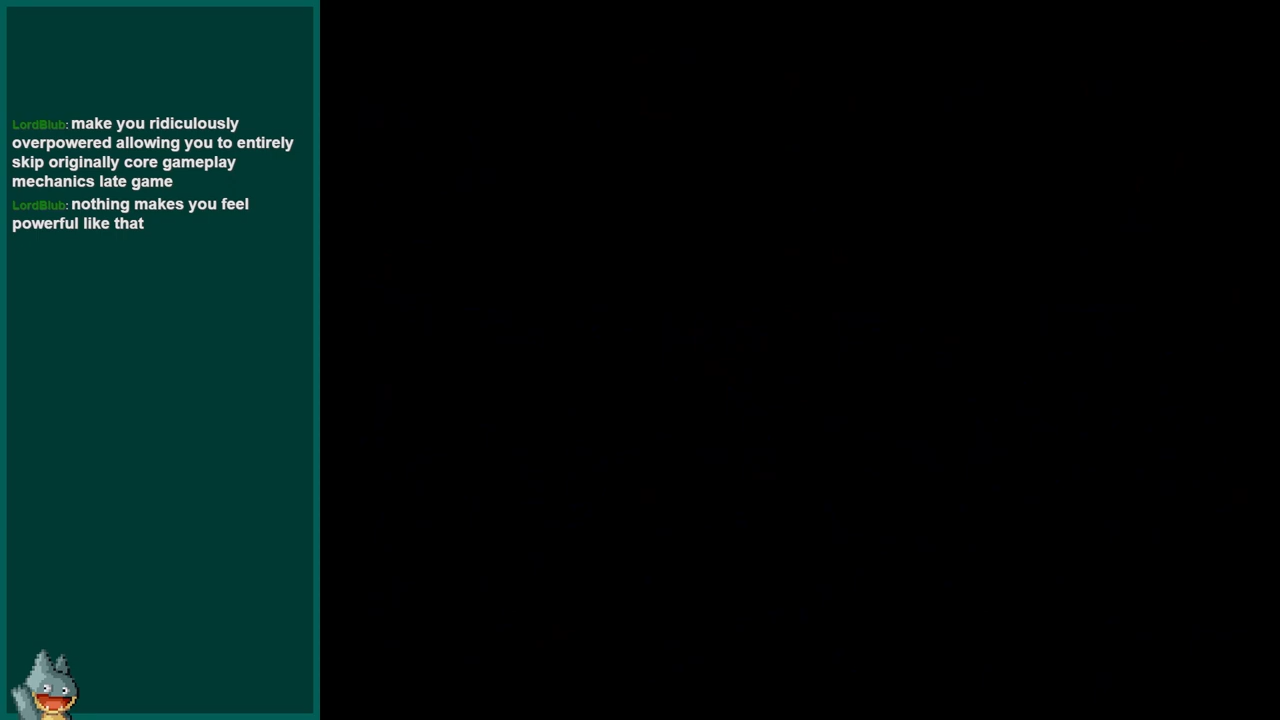 LordBlub: make you ridiculously
overpowered allowing you to entirely
skip originally core gameplay
mechanics late game
LordBlub: nothing makes you feel
powerful like that